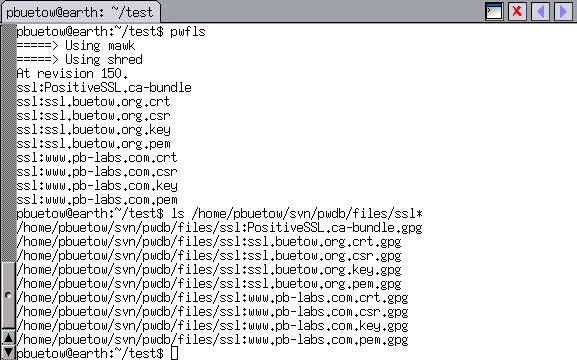 pbuetow@earth: ~/test
pbuetow@earth:~/test$ pwfls
=====> Using mawk
=====> Using shred
At revision 150.
ssl:PositiveSSL.ca-bundle
ssl:ssl.buetow.org.crt
ssl:ssl.buetow.org.csr
ssl:ssl.buetow.org.key
ssl:ssl.buetow.org.pem
ssl:www.pb-labs.com.crt
ssl:www.pb-labs.com.csr
ssl:www.pb-labs.com.key
ssl:www.pb-labs.com.pem
pbuetow@earth:~/test$ ls /home/pbuetow/svn/pwdb/files/ssl*
/home/pbuetow/svn/pwdb/files/ssl:PositiveSSL.ca-bundle.gpg
/home/pbuetow/svn/pwdb/files/ssl:ssl.buetow.org.crt.gpg
/home/pbuetow/svn/pwdb/files/ssl:ssl.buetow.org.csr.gpg
/home/pbuetow/svn/pwdb/files/ssl:ssl.buetow.org.key.gpg
/home/pbuetow/svn/pwdb/files/ssl:ssl.buetow.org.pem.gpg
/home/pbuetow/svn/pwdb/files/ssl:www.pb-labs.com.crt.gpg
/home/pbuetow/svn/pwdb/files/ssl:www.pb-labs.com.csr.gpg
/home/pbuetow/svn/pwdb/files/ssl:www.pb-labs.com.key.gpg
/home/pbuetow/svn/pwdb/files/ssl:www.pb-labs.com.pem.gpg
pbuetow@earth:~/test$